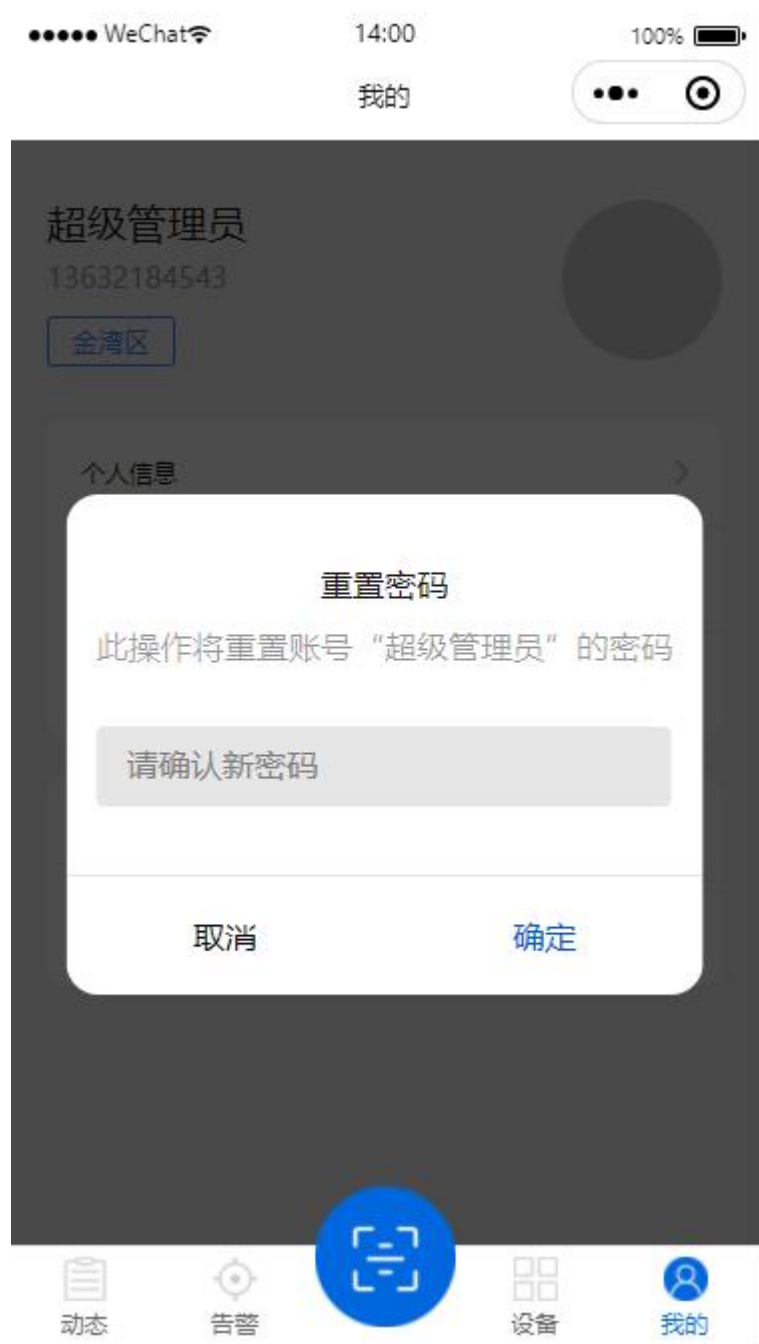 WeChat 14:00 100%
我的
超级管理员
13632184543
金湾区
个人信息
重置密码
此操作将重置账号“超级管理员”的密码
请确认新密码
取消 确定
动态 告警 设备 我的